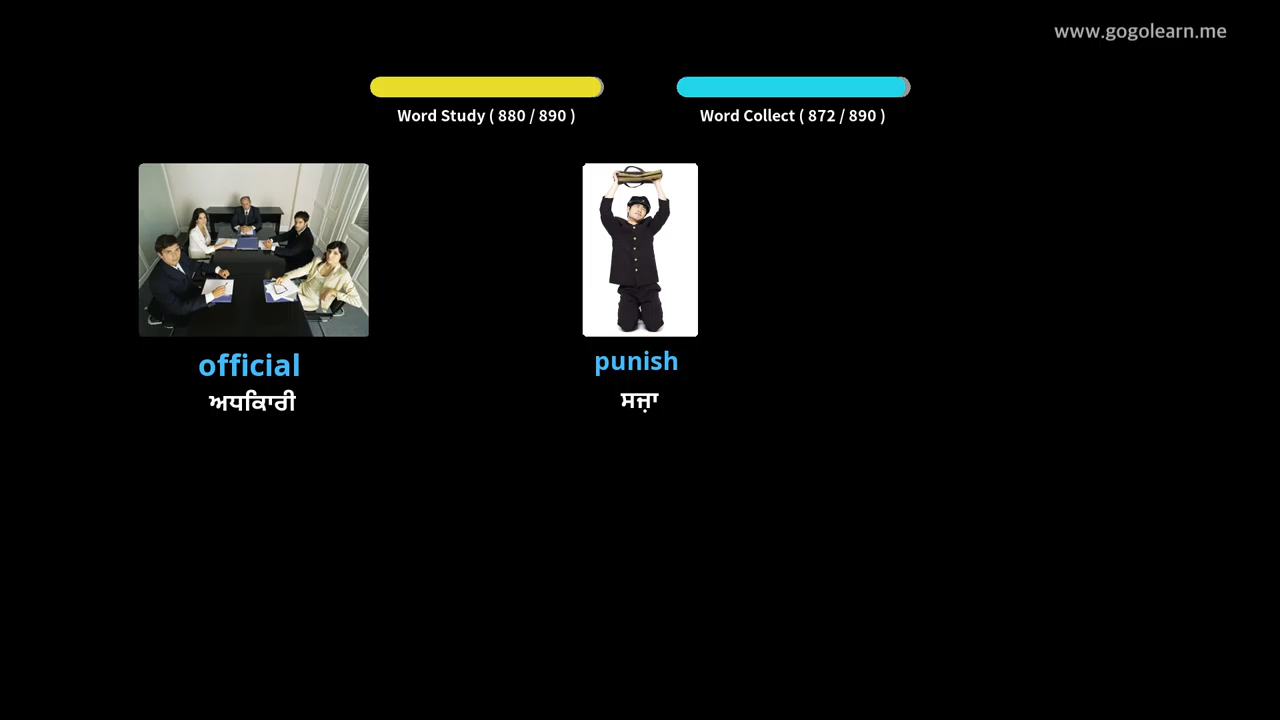 www.gogolearn.me
Word Study ( 880 / 890 )
Word Collect ( 872 / 890 )
official
ਅਧਕਿਾਰੀ
punish
ਸਜ਼ਾ